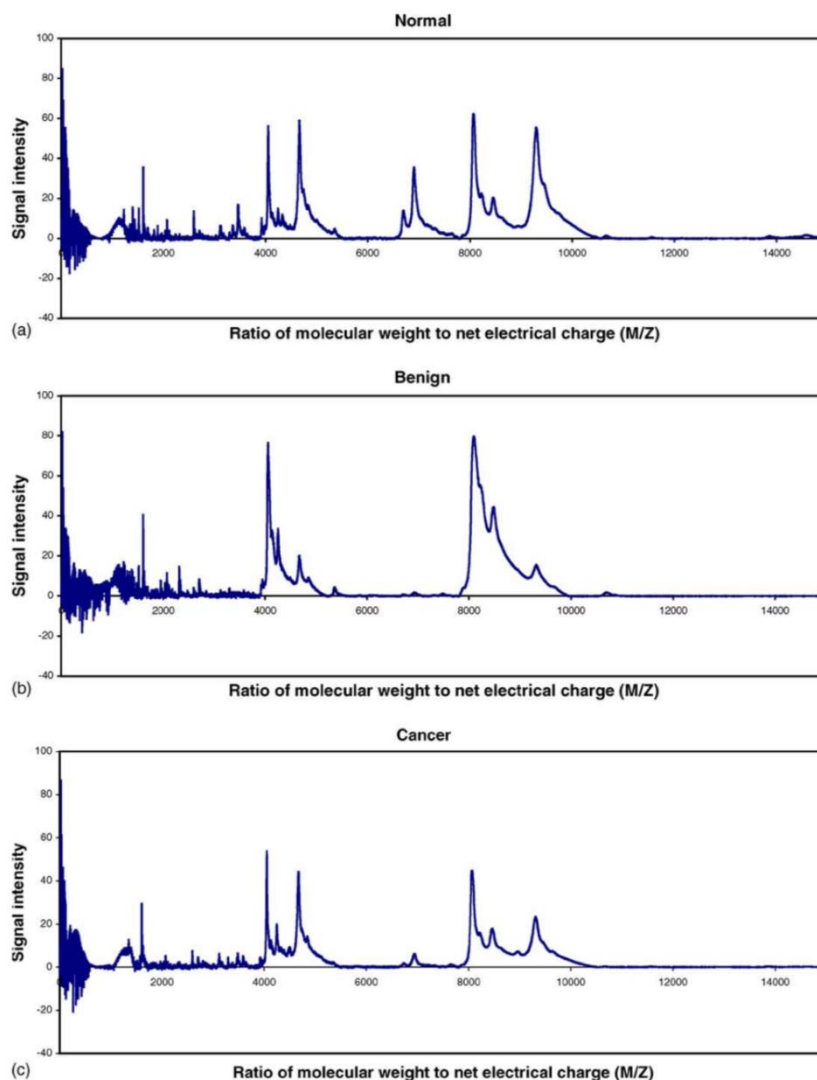 Normal
100
80
60
40
20
0
-20
-40
0 2000 4000 6000 8000 10000 12000 14000
Signal intensity
(a)
Ratio of molecular weight to net electrical charge (M/Z)
Benign
100
80
60
40
20
0
-20
-40
0 2000 4000 6000 8000 10000 12000 14000
Signal intensity
(b)
Ratio of molecular weight to net electrical charge (M/Z)
Cancer
100
80
60
40
20
0
-20
-40
0 2000 4000 6000 8000 10000 12000 14000
Signal intensity
(c)
Ratio of molecular weight to net electrical charge (M/Z)